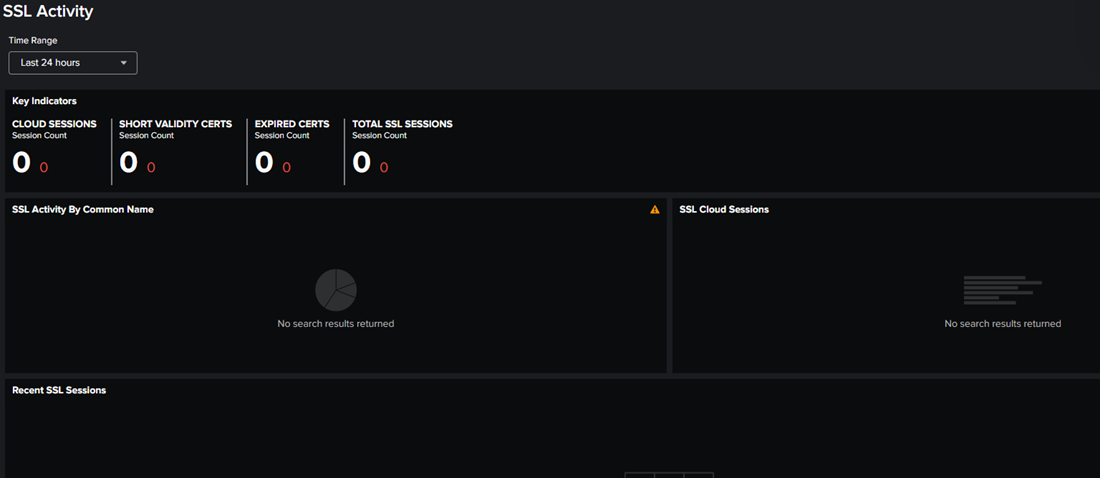 SSL Activity
Time Range
Last 24 hours
Key Indicators
CLOUD SESSIONS
Session Count
0 0
SHORT VALIDITY CERTS
Session Count
0 0
EXPIRED CERTS
Session Count
0 0
TOTAL SSL SESSIONS
Session Count
0 0
SSL Activity By Common Name
No search results returned
SSL Cloud Sessions
No search results returned
Recent SSL Sessions